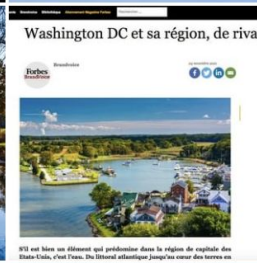 Bibliothèque
Abonnement Magazine Forbes
Washington DC et sa région, de riva
Brandvoice
Forbes
Brandvoice
S'il est bien un élément qui prédomine dans la région de capitale des
Etats-Unis, c'est l'eau. Du littoral atlantique jusqu'au cœur des terres en